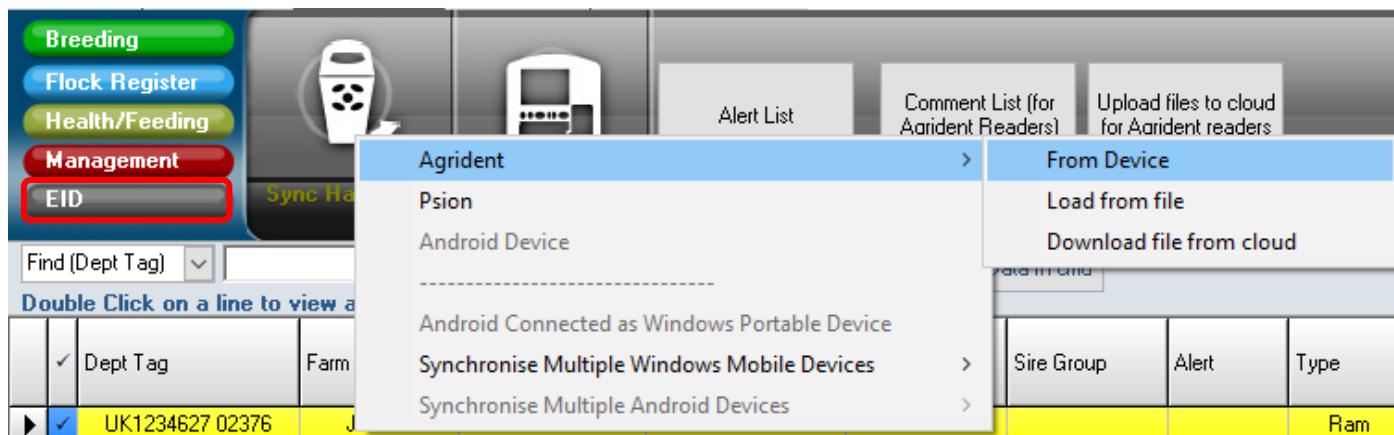 Breeding
Flock Register
Health/Feeding
Management
EID
Sync Ha
Alert List
Comment List (for
Agrident Readers)
Upload files to cloud
for Agrident readers
Agrident
Psion
Android Device
--------------------------------
Android Connected as Windows Portable Device
Synchronise Multiple Windows Mobile Devices
Synchronise Multiple Android Devices
From Device
Load from file
Download file from cloud
Find (Dept Tag)
Double Click on a line to view a
Dept Tag
Farm
Sire Group
Alert
Type
UK1234627 02376
J
Ram